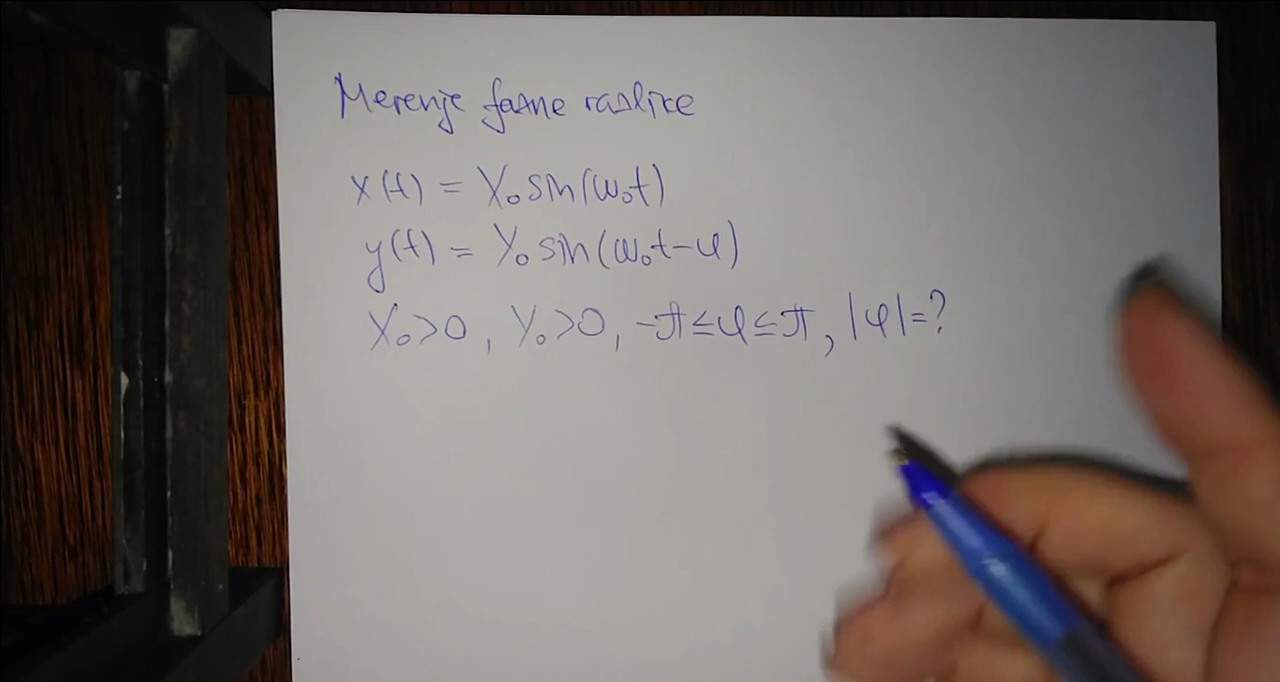 Merenje fazne razlike
x(t) = X₀ sin(ω₀t)
y(t) = Y₀ sin(ω₀t-φ)
X₀>0, Y₀>0, -π≤φ≤π, |φ|=?